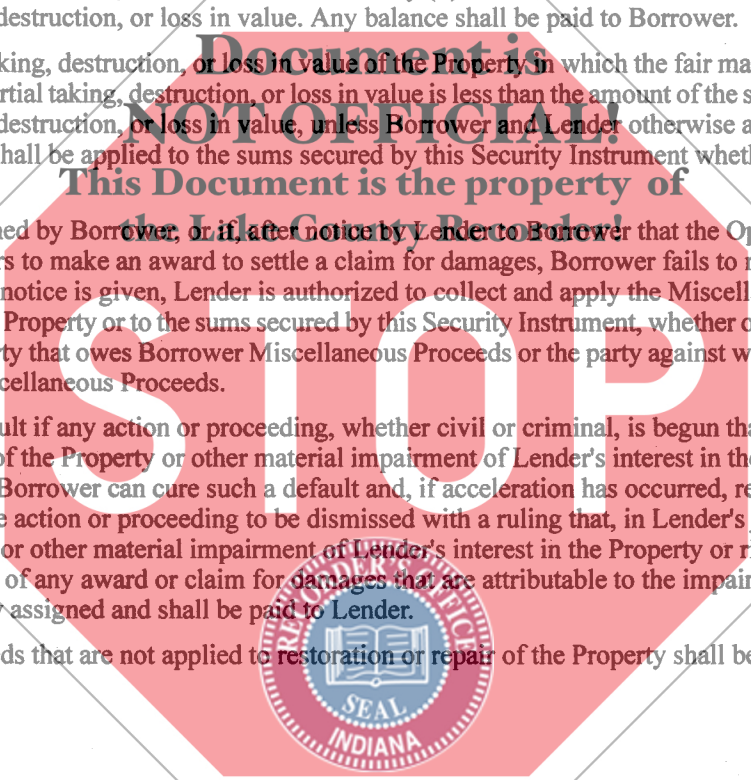 destruction, or loss in value. Any balance shall be paid to Borrower.
Document is
king, destruction, or loss in value of the Property in which the fair ma
rtial taking, destruction, or loss in value is less than the amount of the s
NOT OFFICIAL!
destruction, or loss in value, unless Borrower and Lender otherwise a
hall be applied to the sums secured by this Security Instrument wheth
This Document is the property of
the Lake County Recorder!
ned by Borrower, or if, after notice by Lender to Borrower that the Op
rs to make an award to settle a claim for damages, Borrower fails to r
notice is given, Lender is authorized to collect and apply the Miscell
Property or to the sums secured by this Security Instrument, whether o
rty that owes Borrower Miscellaneous Proceeds or the party against w
cellaneous Proceeds.
STOP
ult if any action or proceeding, whether civil or criminal, is begun tha
of the Property or other material impairment of Lender's interest in the
Borrower can cure such a default and, if acceleration has occurred, re
e action or proceeding to be dismissed with a ruling that, in Lender's
or other material impairment of Lender's interest in the Property or r
of any award or claim for damages that are attributable to the impair
y assigned and shall be paid to Lender.
ds that are not applied to restoration or repair of the Property shall be
RECORDER'S OFFICE
SEAL
INDIANA